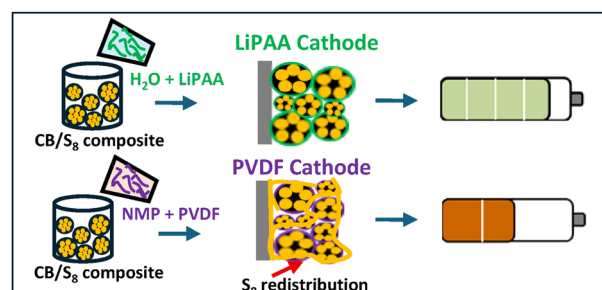 LiPAA Cathode
H₂O + LiPAA
CB/S₈ composite
PVDF Cathode
NMP + PVDF
CB/S₈ composite
S₈ redistribution